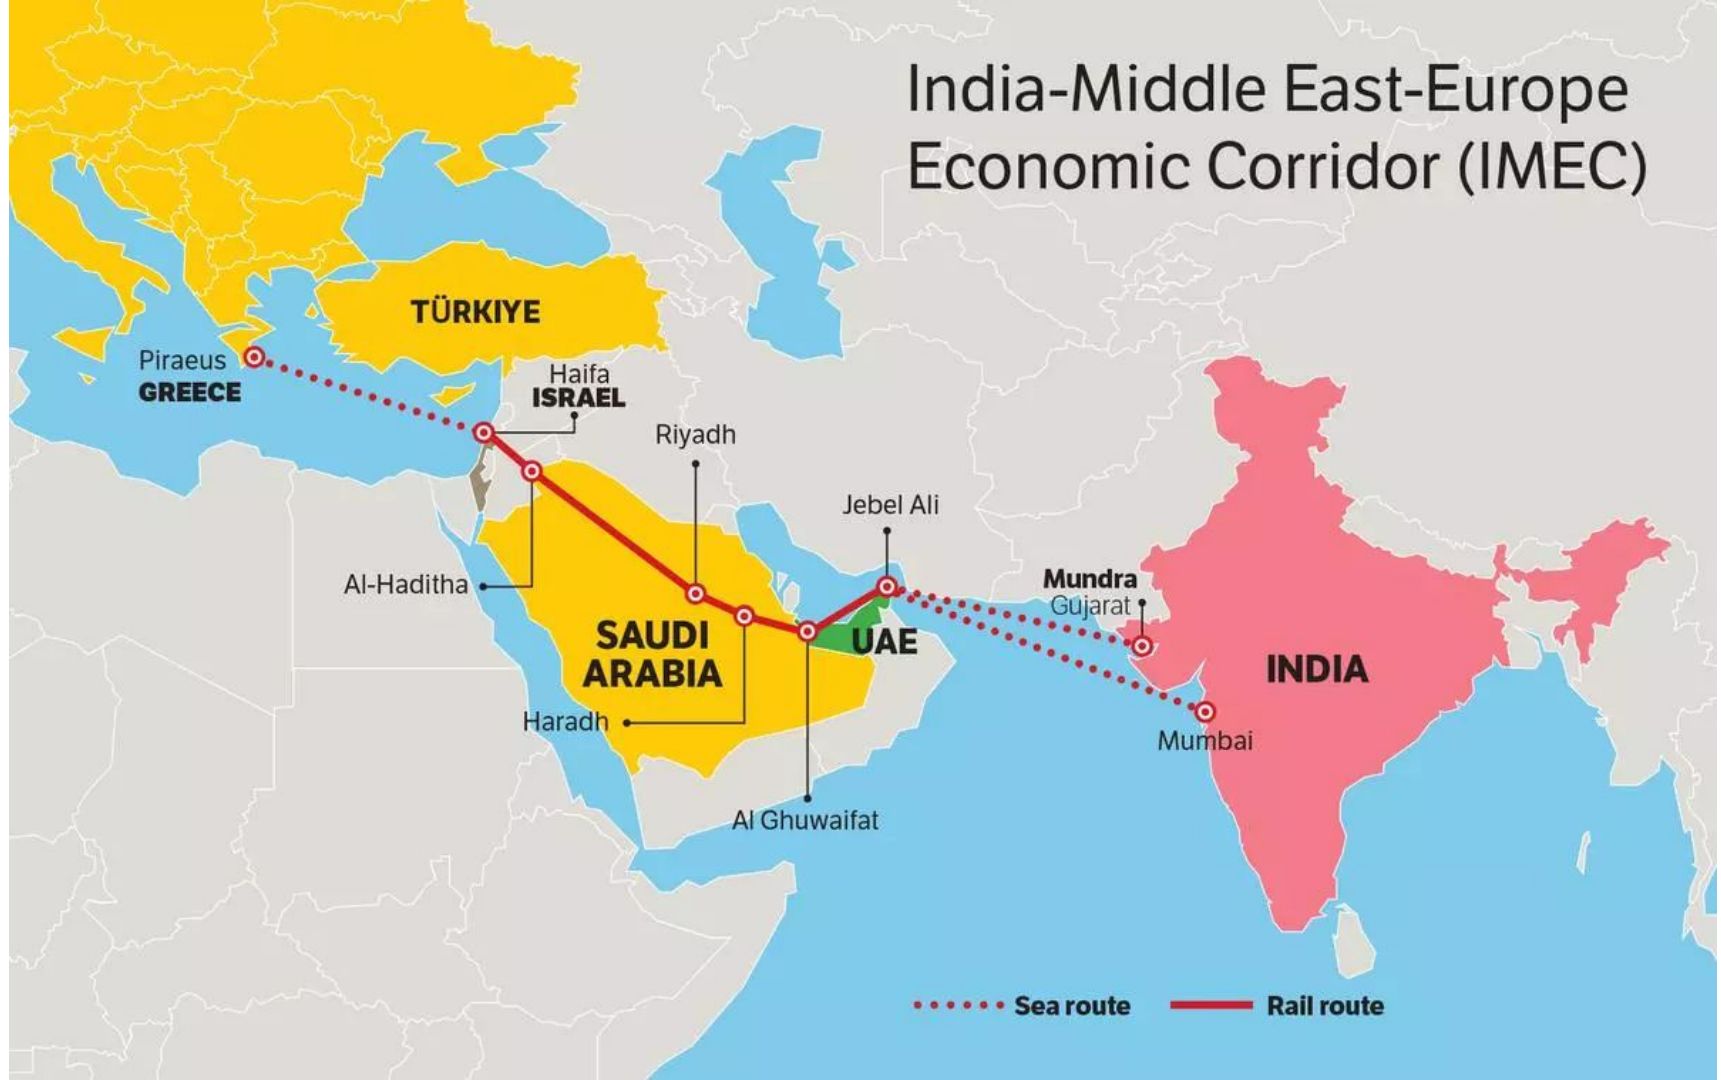 India-Middle East-Europe
Economic Corridor (IMEC)
TÜRKIYE
Piraeus
GREECE
Haifa
ISRAEL
Riyadh
Jebel Ali
Al-Haditha
Mundra
Gujarat
SAUDI
ARABIA
UAE
INDIA
Haradh
Mumbai
Al Ghuwaifat
Sea route
Rail route